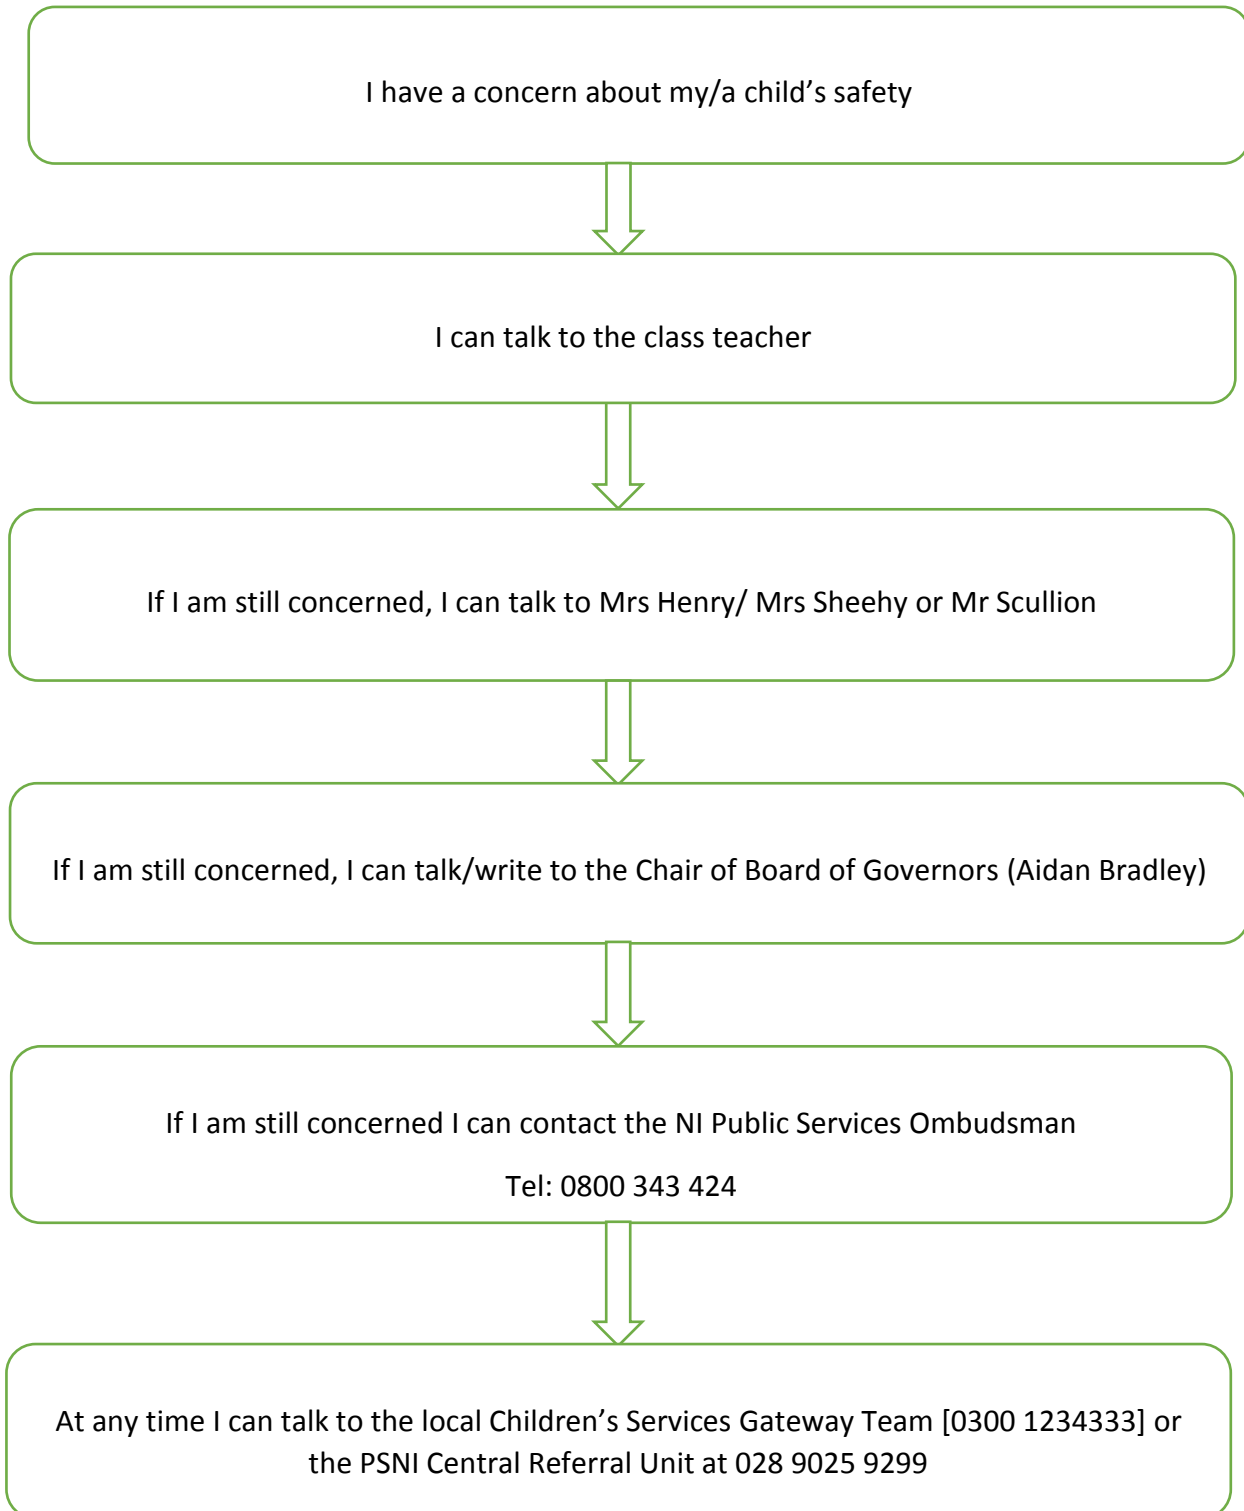 I have a concern about my/a child’s safety
I can talk to the class teacher
If I am still concerned, I can talk to Mrs Henry/ Mrs Sheehy or Mr Scullion
If I am still concerned, I can talk/write to the Chair of Board of Governors (Aidan Bradley)
If I am still concerned I can contact the NI Public Services Ombudsman
Tel: 0800 343 424
At any time I can talk to the local Children’s Services Gateway Team [0300 1234333] or
the PSNI Central Referral Unit at 028 9025 9299